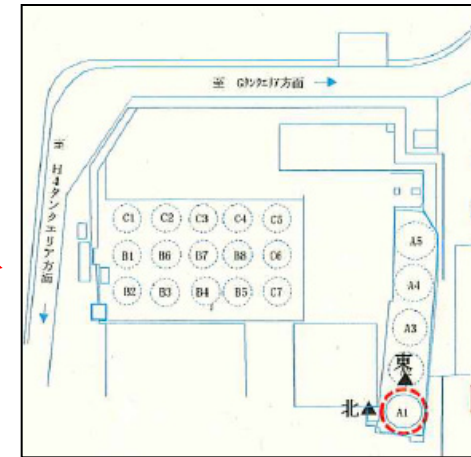 至 Gタンクエリア方面 →
至 H4タンクエリア方面 →
C1 C2 C3 C4 C5
B1 B6 B7 B8 C6
B2 B3 B4 B5 C7
A5
A4
A3
東
北
A1